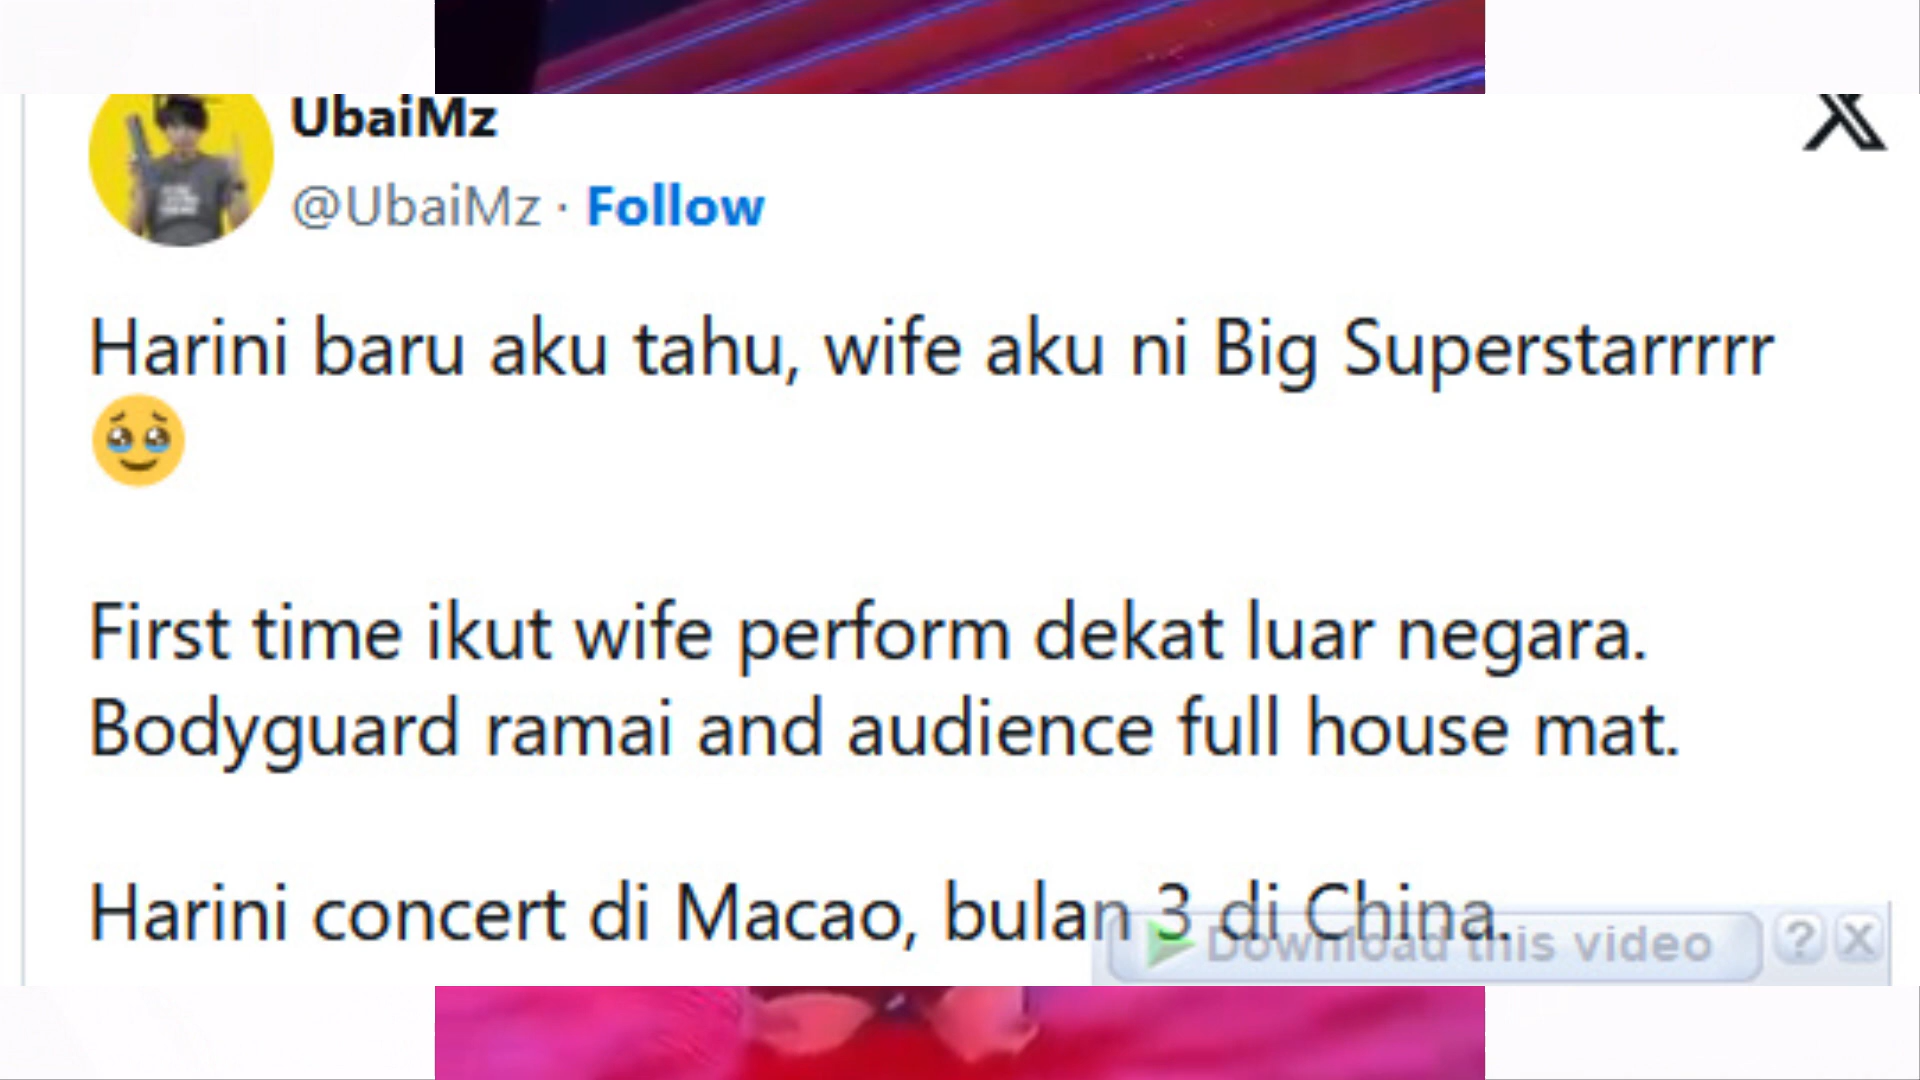 UbaiMz
@UbaiMz · Follow
Harini baru aku tahu, wife aku ni Big Superstarrrrr
🥹
First time ikut wife perform dekat luar negara.
Bodyguard ramai and audience full house mat.
Harini concert di Macao, bulan 3 di China.
Download this video ? X